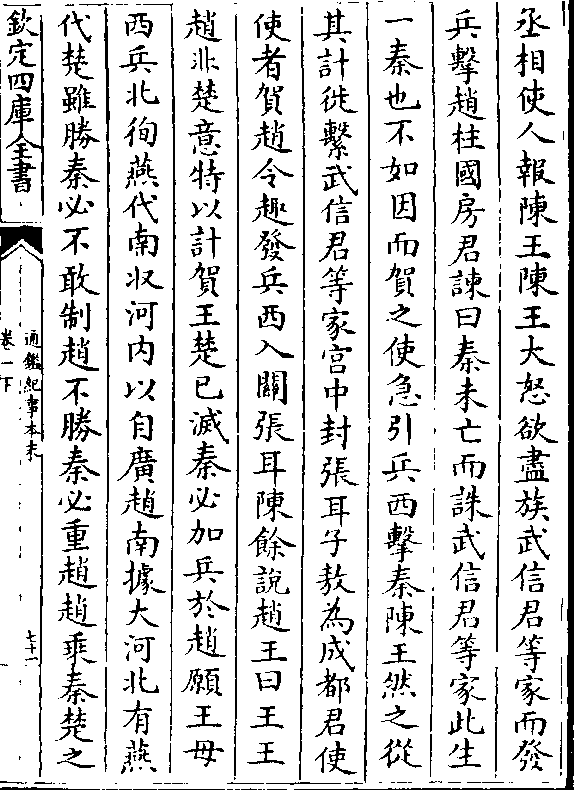 丞相使人報陳王陳王大怒欲盡族武信君等家而發
兵擊趙柱國房君諫曰秦未亡而誅武信君等家此生
一秦也不如因而賀之使急引兵西擊秦陳王然之從
其計徙繫武信君等家宫中封張耳子敖為成都君使
使者賀趙令趣發兵西入關張耳陳餘說趙王曰王王
趙非楚意特以計賀王楚已滅秦必加兵於趙願王毋
西兵北徇燕代南収河内以自廣趙南據大河北有燕
代楚雖勝秦必不敢制趙不勝秦必重趙趙乘秦楚之
欽定四庫全書
通鑑紀事本末
卷一下
七十一